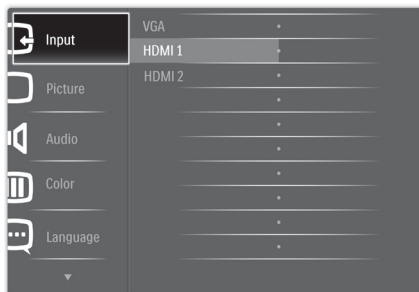 Input
VGA
HDMI 1
HDMI 2
Picture
Audio
Color
Language